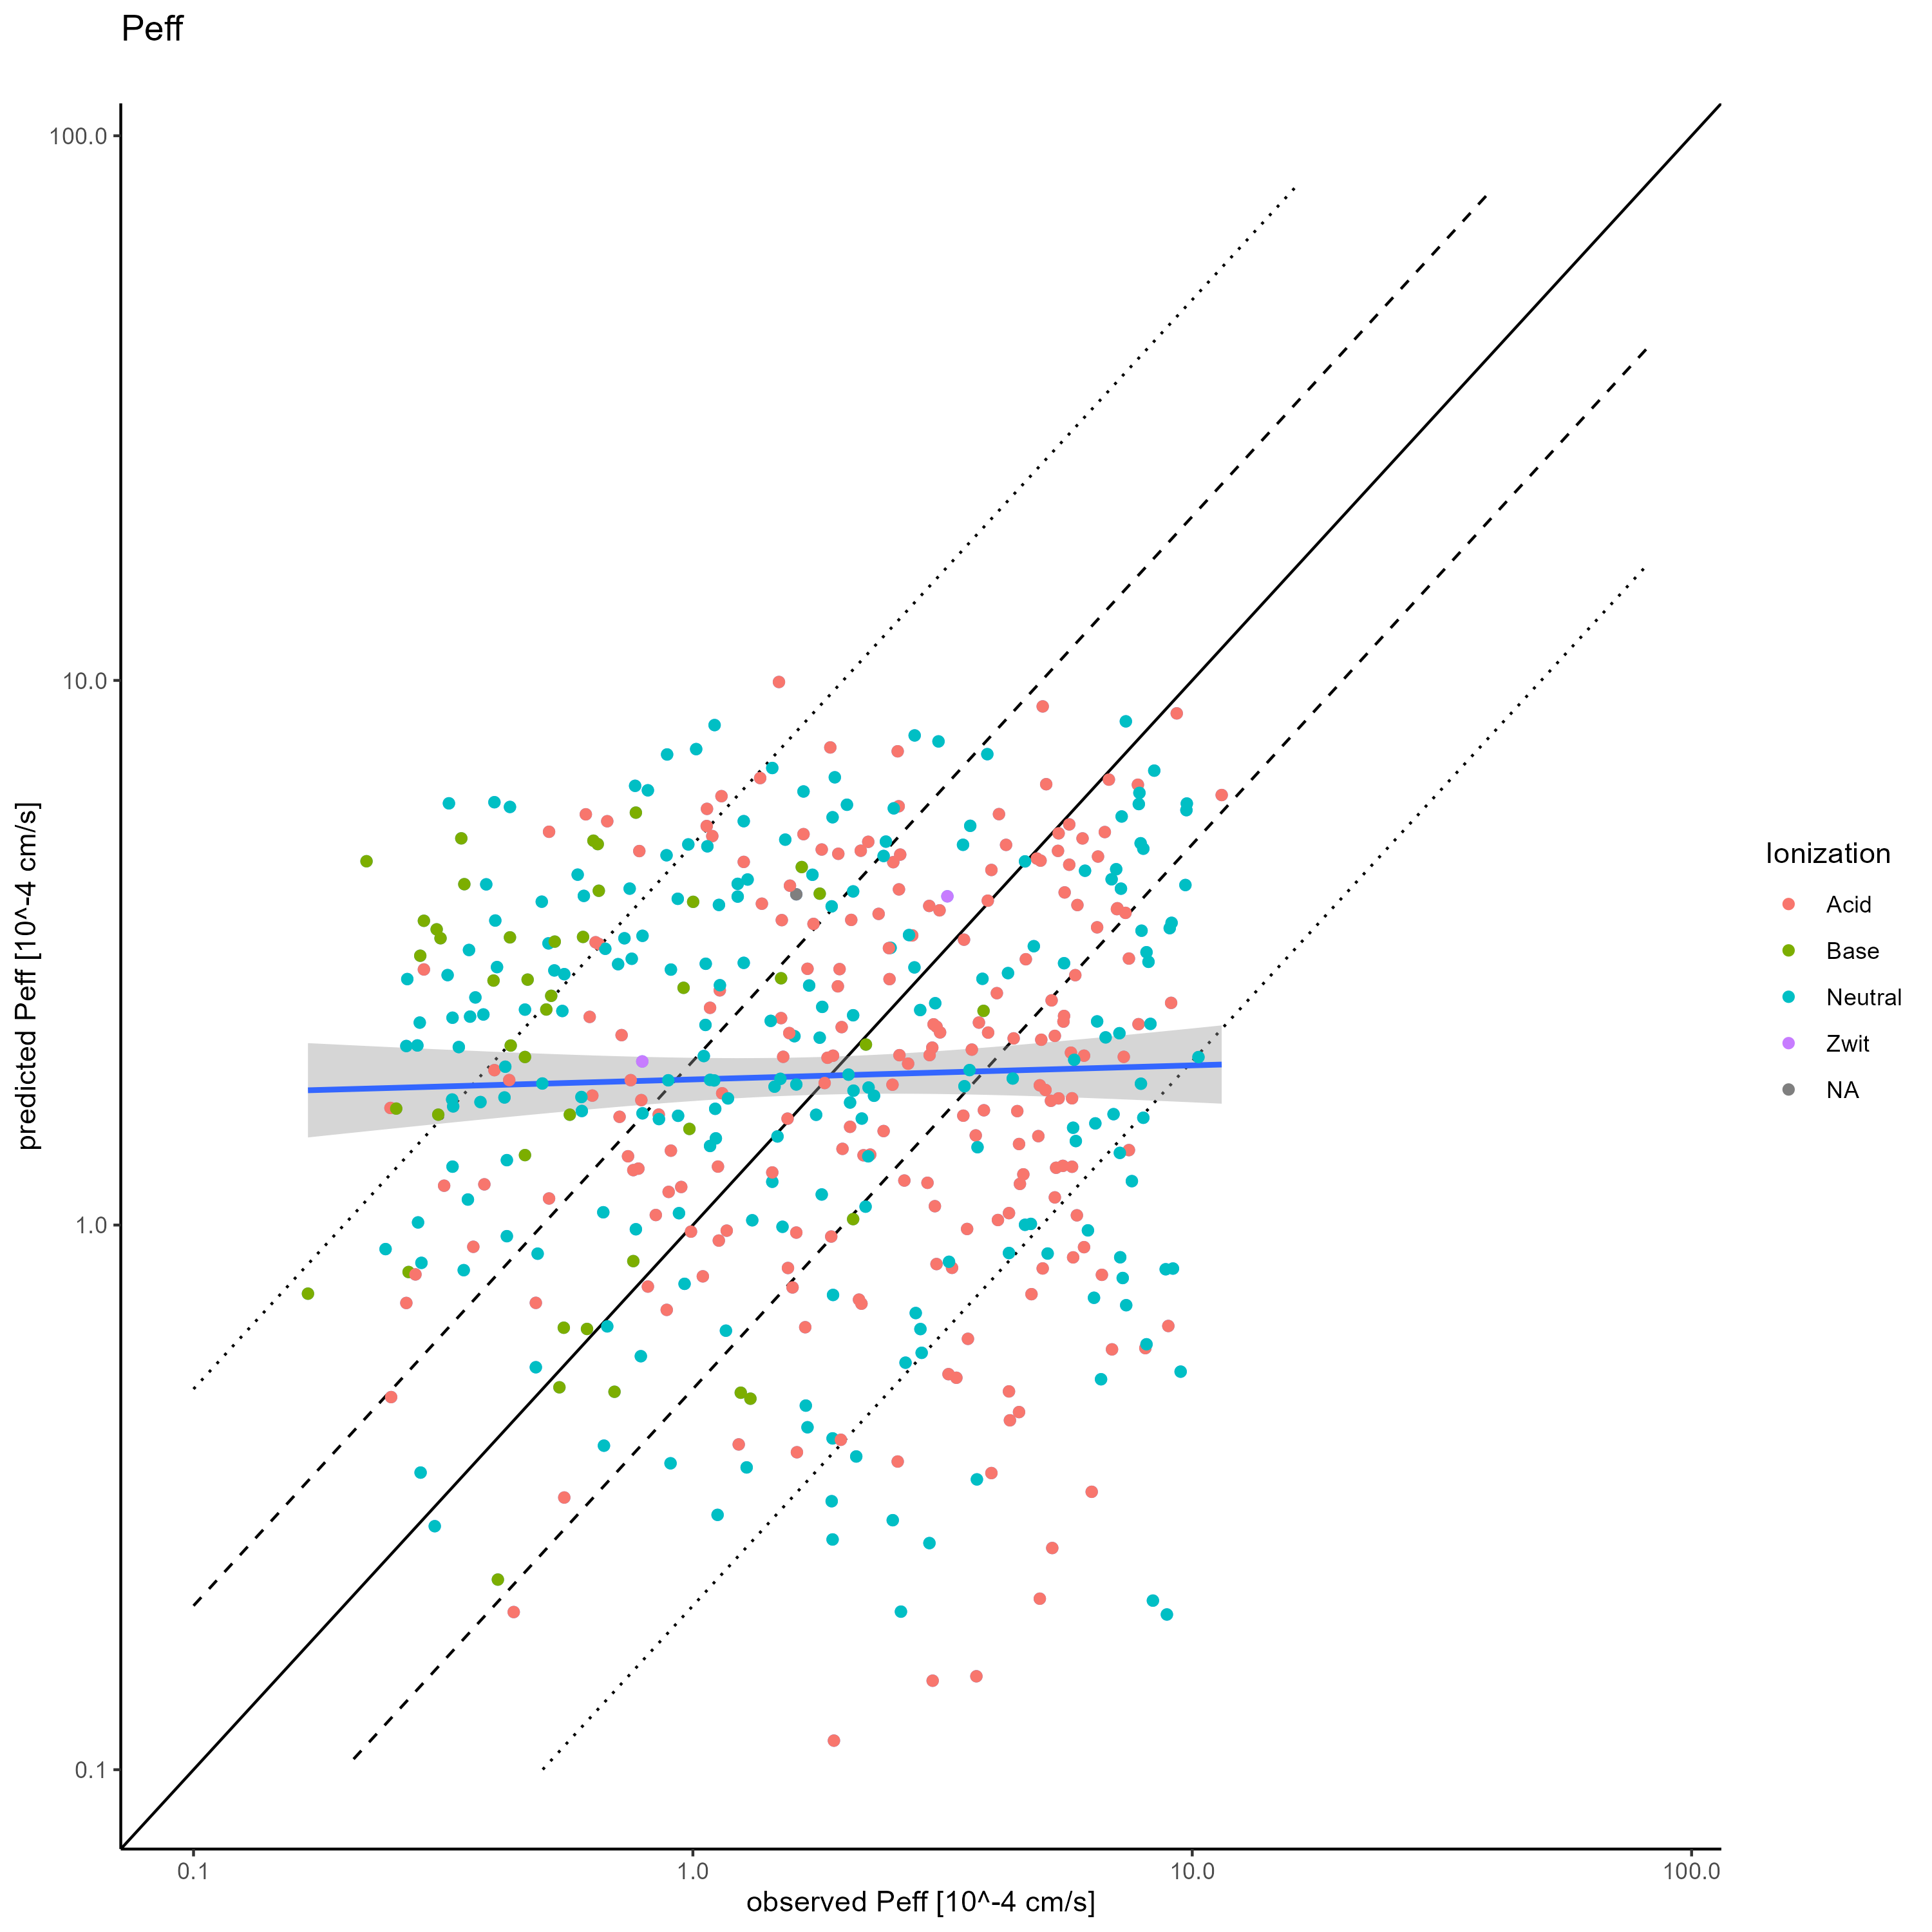 Peff
predicted Peff [10^-4 cm/s]
100.0
10.0
1.0
0.1
0.1 1.0 10.0 100.0
observed Peff [10^-4 cm/s]
Ionization
Acid
Base
Neutral
Zwit
NA